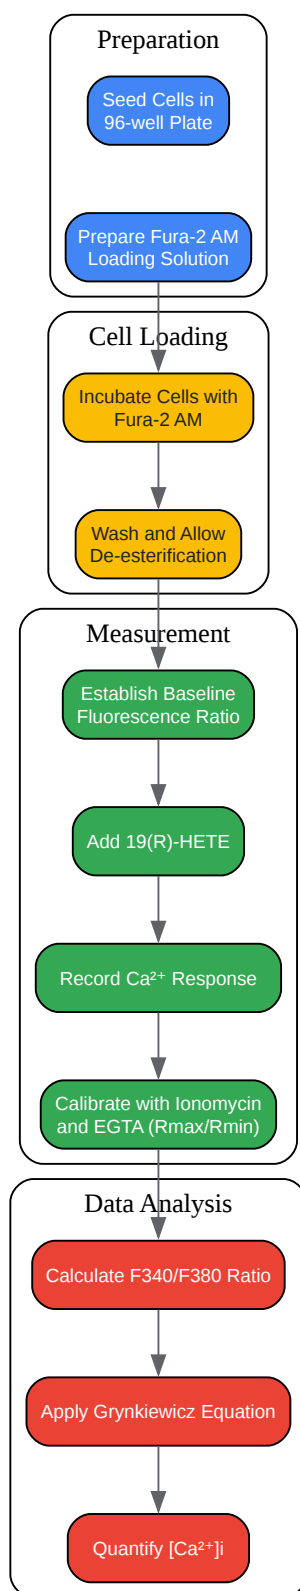 Preparation
Seed Cells in
96-well Plate
Prepare Fura-2 AM
Loading Solution
Cell Loading
Incubate Cells with
Fura-2 AM
Wash and Allow
De-esterification
Measurement
Establish Baseline
Fluorescence Ratio
Add 19(R)-HETE
Record Ca²⁺ Response
Calibrate with Ionomycin
and EGTA (Rmax/Rmin)
Data Analysis
Calculate F340/F380 Ratio
Apply Grynkiewicz Equation
Quantify [Ca²⁺]i